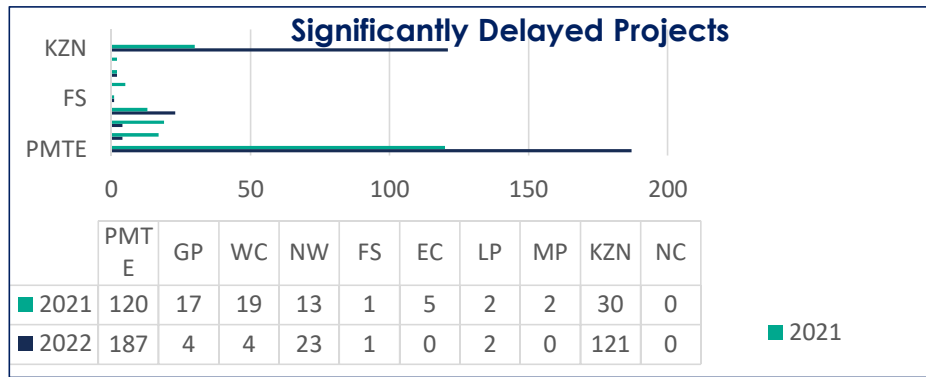 Significantly Delayed Projects
KZN
FS
PMTE
0 50 100 150 200
PMT
E GP WC NW FS EC LP MP KZN NC
2021 120 17 19 13 1 5 2 2 30 0
2022 187 4 4 23 1 0 2 0 121 0
2021